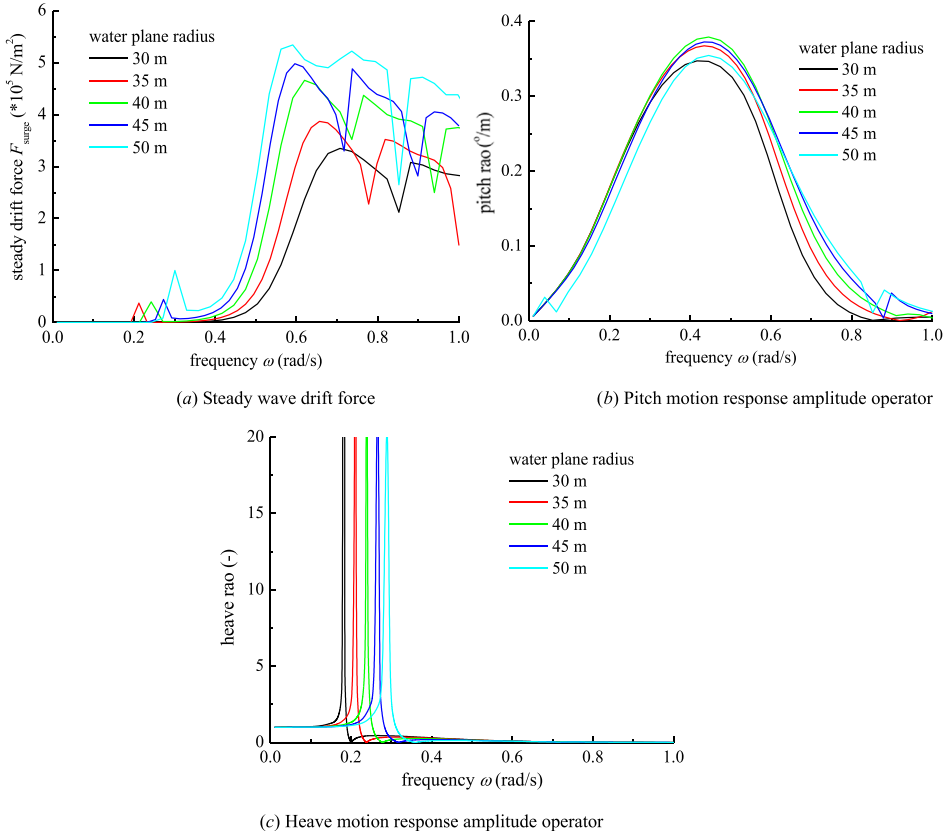 6
5
4
3
2
1
0
0.0
0.2
0.4
0.6
0.8
1.0
steady drift force F_surge (*10^5 N/m^2)
frequency ω (rad/s)
water plane radius
30 m
35 m
40 m
45 m
50 m
(a) Steady wave drift force
0.4
0.3
0.2
0.1
0.0
0.0
0.2
0.4
0.6
0.8
1.0
pitch rao (°/m)
frequency ω (rad/s)
water plane radius
30 m
35 m
40 m
45 m
50 m
(b) Pitch motion response amplitude operator
20
15
10
5
0
0.0
0.2
0.4
0.6
0.8
1.0
heave rao (-)
frequency ω (rad/s)
water plane radius
30 m
35 m
40 m
45 m
50 m
(c) Heave motion response amplitude operator